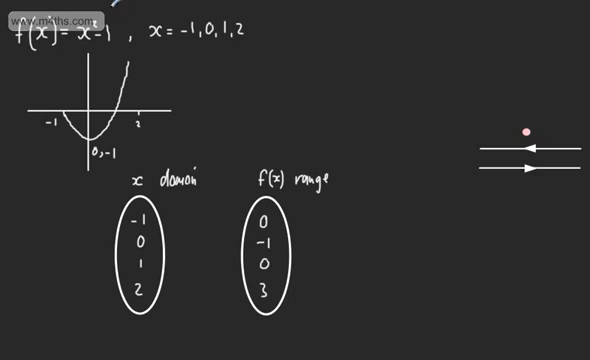 www.m4ths.com
f(x) = x²-1 , x = -1, 0, 1, 2
-1
2
0, -1
x domain f(x) range
-1 0
0 -1
1 0
2 3